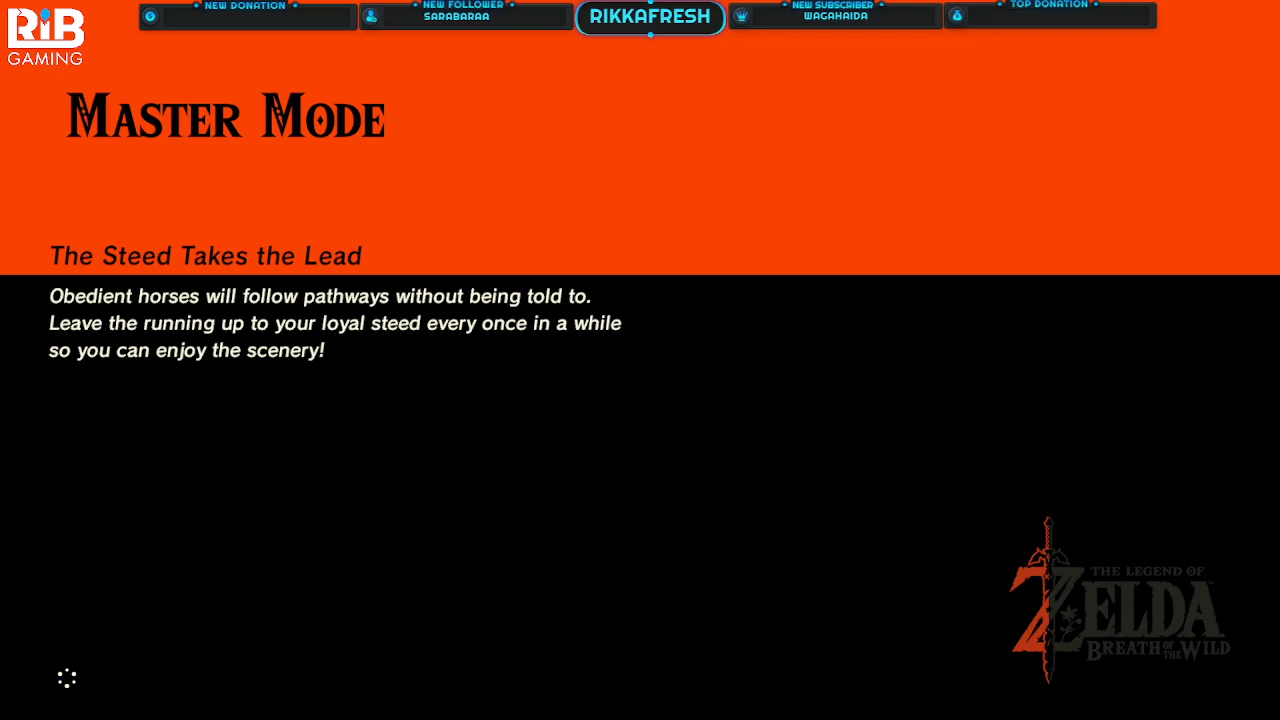 RiB
GAMING
NEW DONATION
NEW FOLLOWER
SARABARAA
RIKKAFRESH
NEW SUBSCRIBER
WAGAHAIDA
TOP DONATION
MASTER MODE
The Steed Takes the Lead
Obedient horses will follow pathways without being told to.
Leave the running up to your loyal steed every once in a while
so you can enjoy the scenery!
THE LEGEND OF
ZELDA
BREATH OF THE WILD